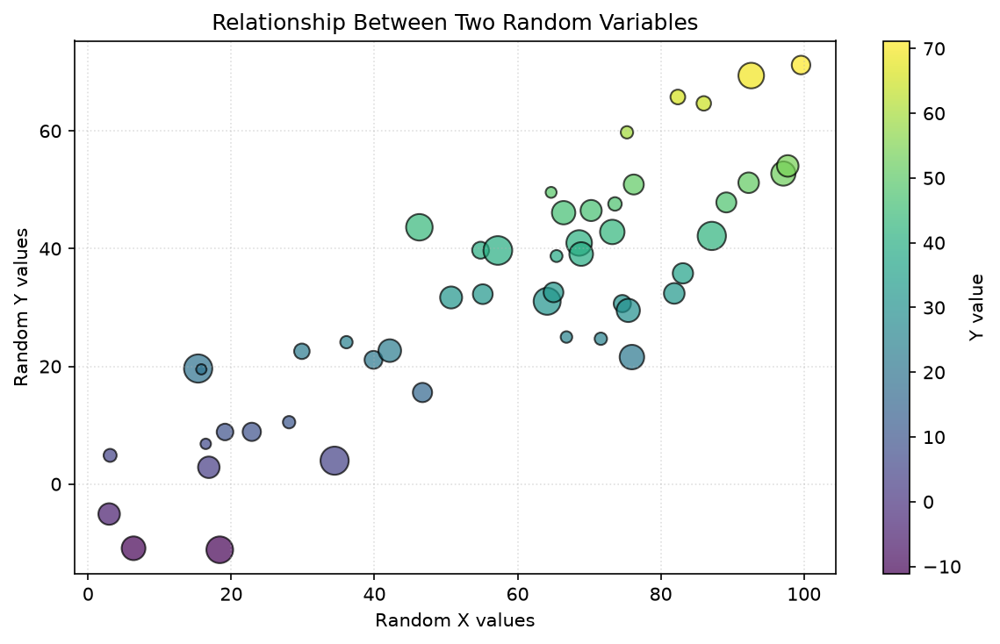 Relationship Between Two Random Variables
Random Y values
60
40
20
0
0 20 40 60 80 100
Random X values
70
60
50
40
30
20
10
0
−10
Y value